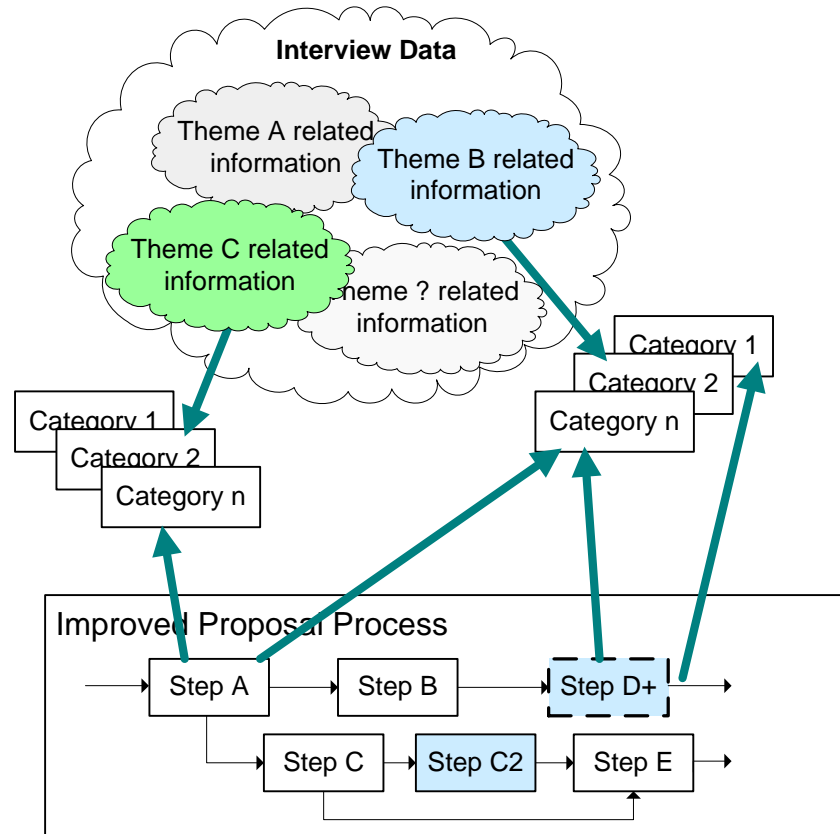 Interview Data
Theme A related
information
Theme B related
information
Theme C related
information
heme ? related
information
Category 1
Category 2
Category n
Category 1
Category 2
Category n
Improved Proposal Process
Step A
Step B
Step D+
Step C
Step C2
Step E